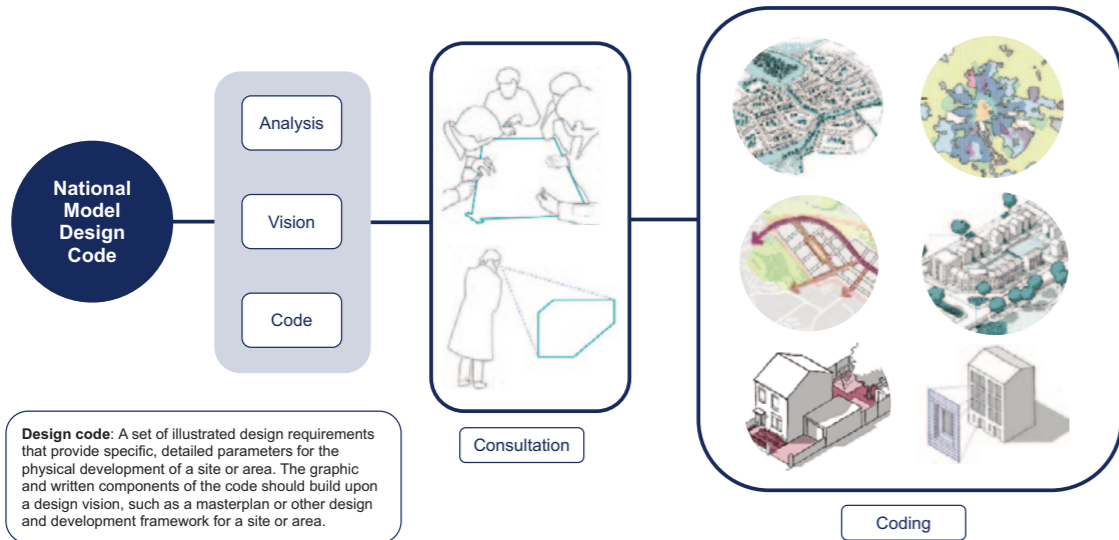 National
Model
Design
Code
Analysis
Vision
Code
Consultation
Coding
Design code: A set of illustrated design requirements
that provide specific, detailed parameters for the
physical development of a site or area. The graphic
and written components of the code should build upon
a design vision, such as a masterplan or other design
and development framework for a site or area.